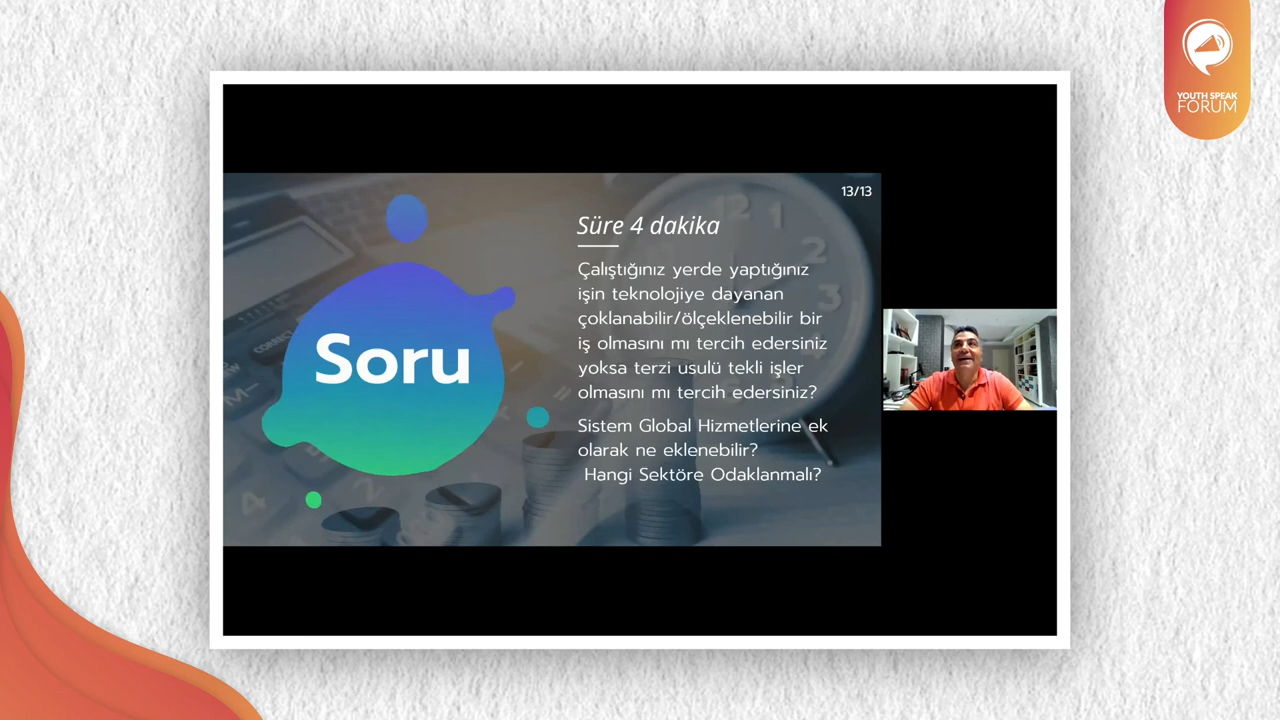 YOUTH SPEAK
FORUM
13/13
Süre 4 dakika
Soru
Çalıştığınız yerde yaptığınız
işin teknolojiye dayanan
çoklanabilir/ölçeklenebilir bir
iş olmasını mı tercih edersiniz
yoksa terzi usulü tekli işler
olmasını mı tercih edersiniz?
Sistem Global Hizmetlerine ek
olarak ne eklenebilir?
Hangi Sektöre Odaklanmalı?